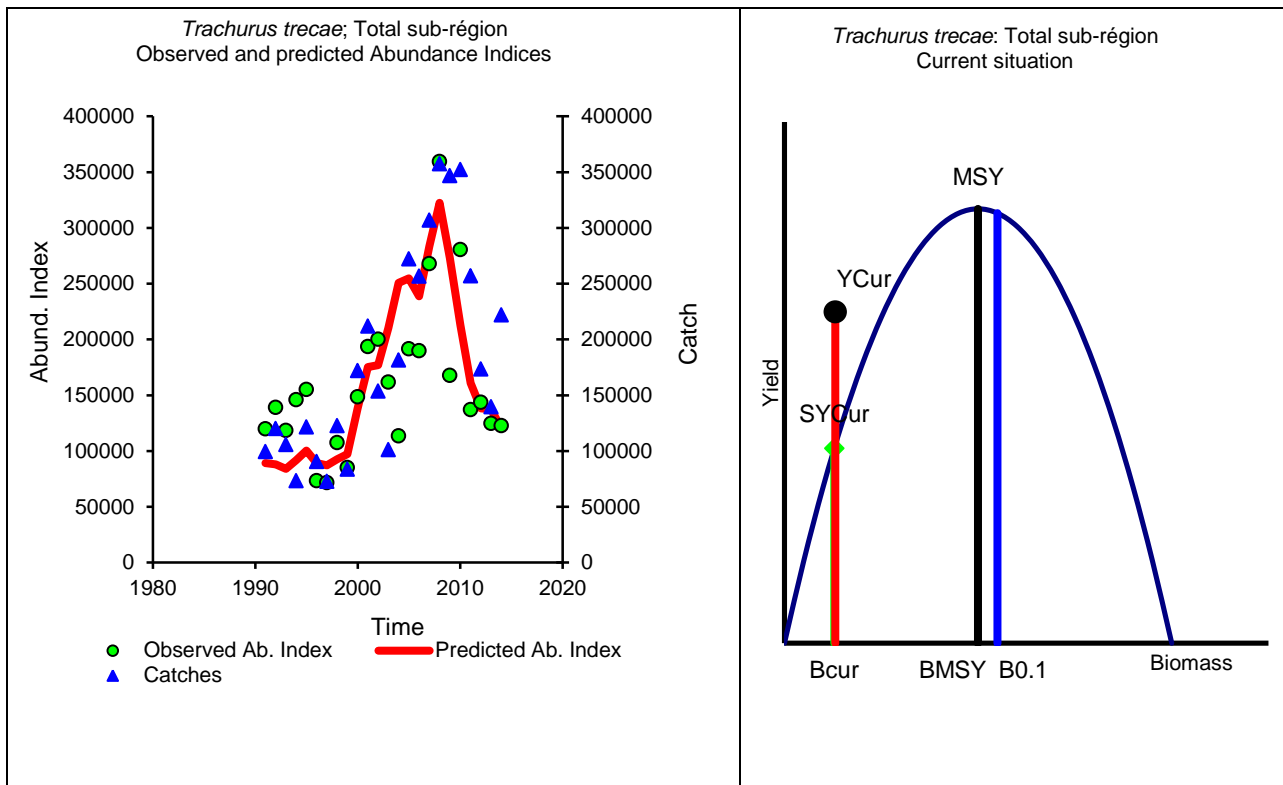 Trachurus trecae; Total sub-région
Observed and predicted Abundance Indices
400000
350000
300000
250000
200000
150000
100000
50000
0
Abund. Index
400000
350000
300000
250000
200000
150000
100000
50000
0
Catch
1980
1990
2000
2010
2020
Time
Observed Ab. Index
Predicted Ab. Index
Catches
Trachurus trecae: Total sub-région
Current situation
MSY
YCur
SYCur
Yield
Bcur
BMSY
B0.1
Biomass